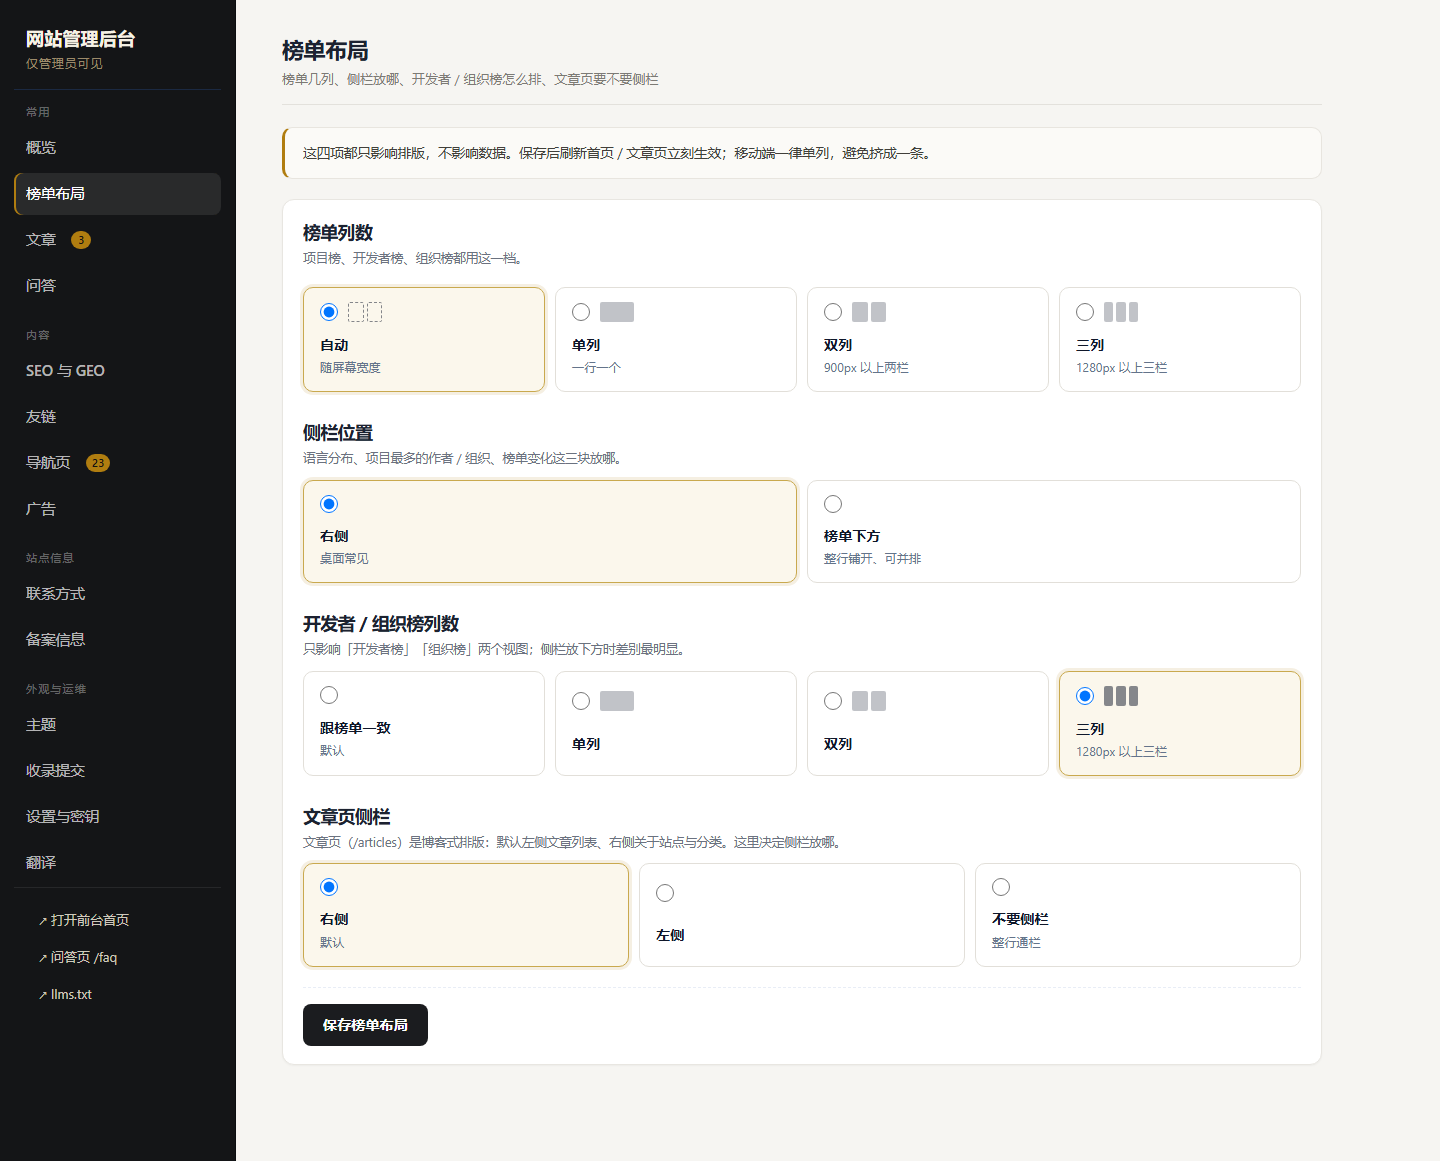 网站管理后台
仅管理员可见
常用
概览
榜单布局
文章 3
问答
内容
SEO 与 GEO
友链
导航页 23
广告
站点信息
联系方式
备案信息
外观与运维
主题
收录提交
设置与密钥
翻译
↗ 打开前台首页
↗ 问答页 /faq
↗ llms.txt
榜单布局
榜单几列、侧栏放哪、开发者 / 组织榜怎么排、文章页要不要侧栏
这四项都只影响排版，不影响数据。保存后刷新首页 / 文章页立刻生效；移动端一律单列，避免挤成一条。
榜单列数
项目榜、开发者榜、组织榜都用这一档。
自动
随屏幕宽度
单列
一行一个
双列
900px 以上两栏
三列
1280px 以上三栏
侧栏位置
语言分布、项目最多的作者 / 组织、榜单变化这三块放哪。
右侧
桌面常见
榜单下方
整行铺开、可并排
开发者 / 组织榜列数
只影响「开发者榜」「组织榜」两个视图；侧栏放下方时差别最明显。
跟榜单一致
默认
单列
双列
三列
1280px 以上三栏
文章页侧栏
文章页（/articles）是博客式排版：默认左侧文章列表、右侧关于站点与分类。这里决定侧栏放哪。
右侧
默认
左侧
不要侧栏
整行通栏
保存榜单布局